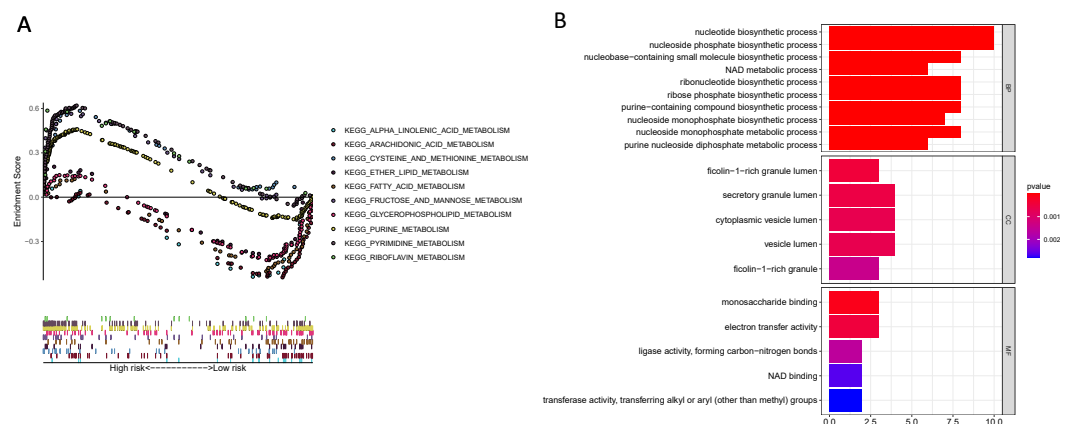 A
B
Enrichment Score
0.6
0.3
0.0
−0.3
KEGG_ALPHA_LINOLENIC_ACID_METABOLISM
KEGG_ARACHIDONIC_ACID_METABOLISM
KEGG_CYSTEINE_AND_METHIONINE_METABOLISM
KEGG_ETHER_LIPID_METABOLISM
KEGG_FATTY_ACID_METABOLISM
KEGG_FRUCTOSE_AND_MANNOSE_METABOLISM
KEGG_GLYCEROPHOSPHOLIPID_METABOLISM
KEGG_PURINE_METABOLISM
KEGG_PYRIMIDINE_METABOLISM
KEGG_RIBOFLAVIN_METABOLISM
High risk<----------->Low risk
nucleotide biosynthetic process
nucleoside phosphate biosynthetic process
nucleobase−containing small molecule biosynthetic process
NAD metabolic process
ribonucleotide biosynthetic process
ribose phosphate biosynthetic process
purine−containing compound biosynthetic process
nucleoside monophosphate biosynthetic process
nucleoside monophosphate metabolic process
purine nucleoside diphosphate metabolic process
BP
ficolin−1−rich granule lumen
secretory granule lumen
cytoplasmic vesicle lumen
vesicle lumen
ficolin−1−rich granule
CC
monosaccharide binding
electron transfer activity
ligase activity, forming carbon−nitrogen bonds
NAD binding
transferase activity, transferring alkyl or aryl (other than methyl) groups
MF
0.0 2.5 5.0 7.5 10.0
pvalue
0.001
0.002